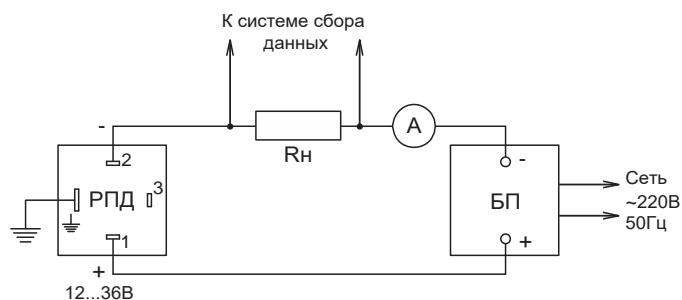 К системе сбора
данных
A
Rн
-
2
3
РПД
1
+
12...36В
-
БП
+
Сеть
~220В
50Гц